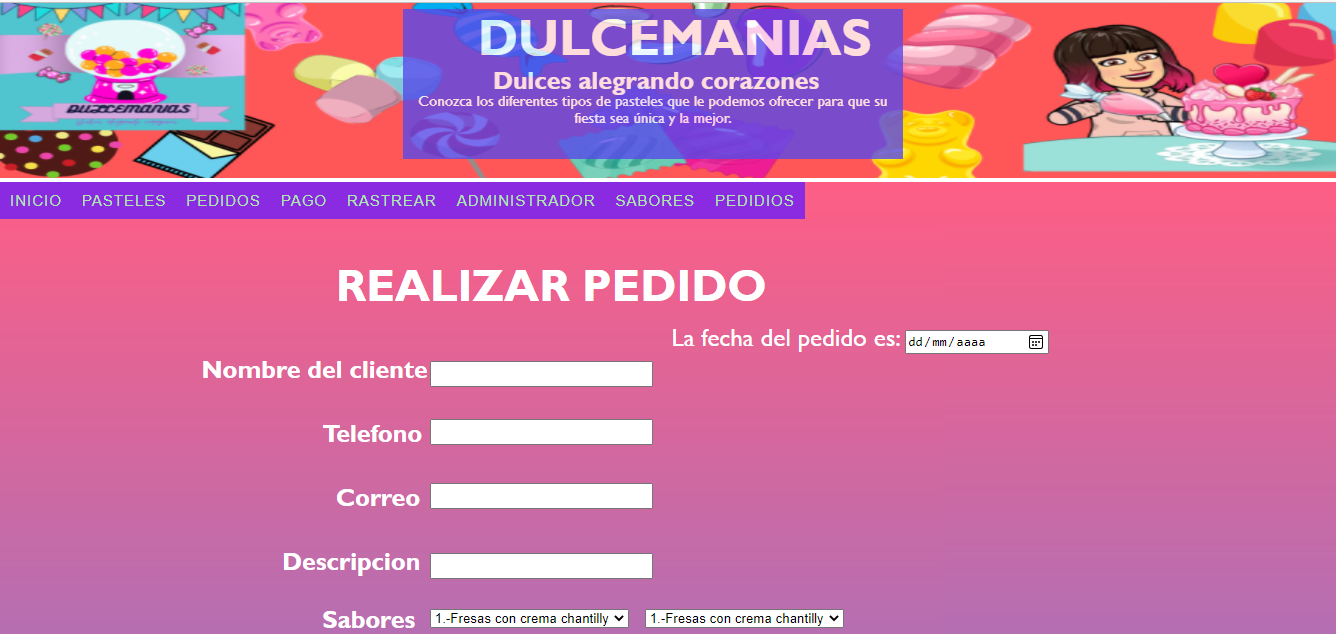 DULCEMANIAS
Dulces alegrando corazones
Conozca los diferentes tipos de pasteles que le podemos ofrecer para que su
fiesta sea única y la mejor.
DULCEMANIAS
INICIO PASTELES PEDIDOS PAGO RASTREAR ADMINISTRADOR SABORES PEDIDIOS
REALIZAR PEDIDO
La fecha del pedido es: dd/mm/aaaa
Nombre del cliente
Telefono
Correo
Descripcion
Sabores 1.-Fresas con crema chantilly 1.-Fresas con crema chantilly